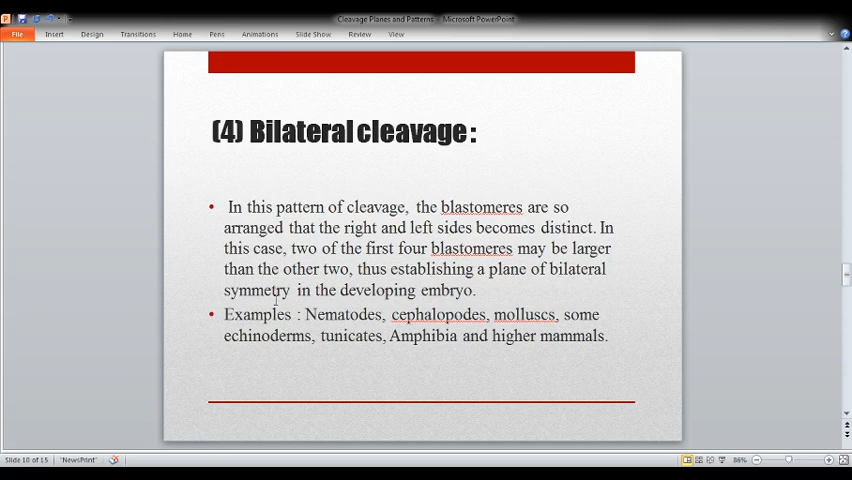 Cleavage Planes and Patterns - Microsoft PowerPoint
File Insert Design Transitions Home Pens Animations Slide Show Review View
(4) Bilateral cleavage :
• In this pattern of cleavage, the blastomeres are so
arranged that the right and left sides becomes distinct. In
this case, two of the first four blastomeres may be larger
than the other two, thus establishing a plane of bilateral
symmetry in the developing embryo.
• Examples : Nematodes, cephalopodes, molluscs, some
echinoderms, tunicates, Amphibia and higher mammals.
Slide 10 of 15 "NewsPrint" 86%